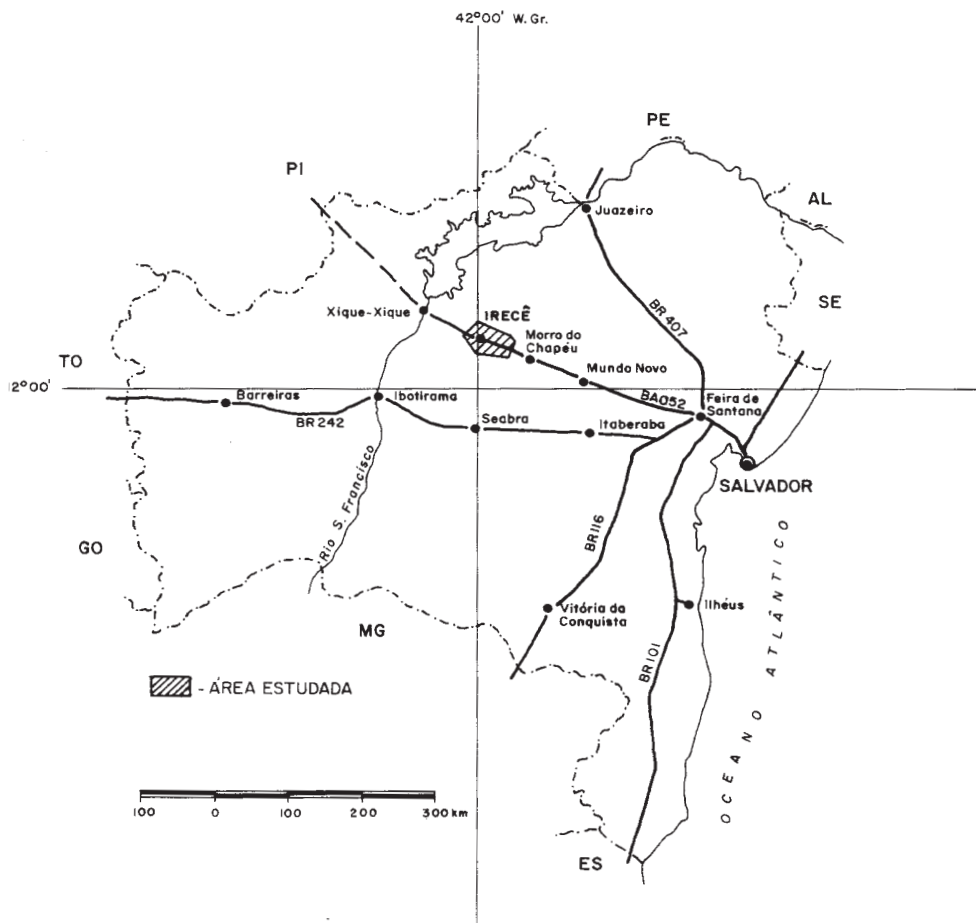 42°00' W. Gr.
PE
PI
AL
Juazeiro
SE
BR 407
Xique-Xique
IRECÊ
Morro do
Chapéu
Mundo Novo
TO
12°00'
BA 052
Feira de
Santana
Barreiras
Ibotirama
BR 242
Seabra
Itaberaba
SALVADOR
Rio S. Francisco
GO
BR 116
OCEANO ATLÂNTICO
Vitória da
Conquista
Ilhéus
MG
BR 101
- ÁREA ESTUDADA
100 0 100 200 300 km
ES